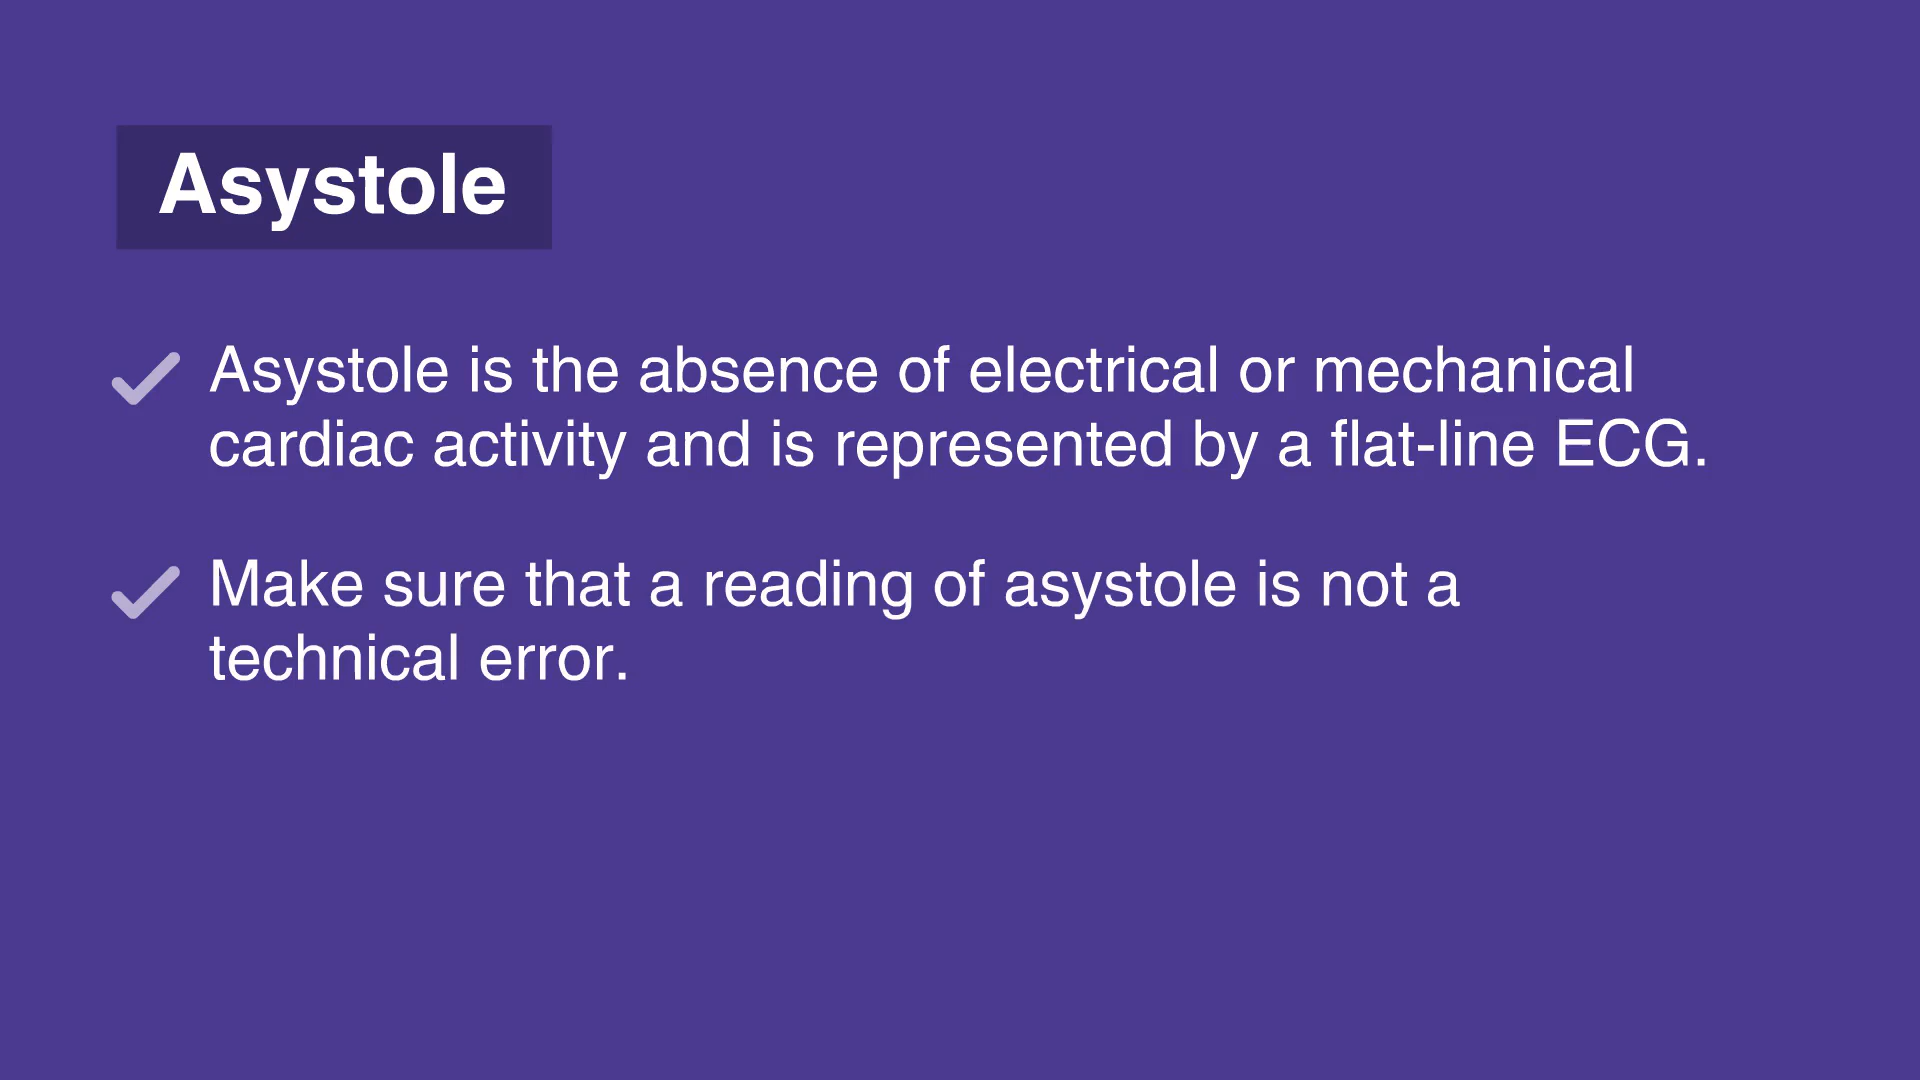 Asystole
Asystole is the absence of electrical or mechanical
cardiac activity and is represented by a flat-line ECG.
Make sure that a reading of asystole is not a
technical error.